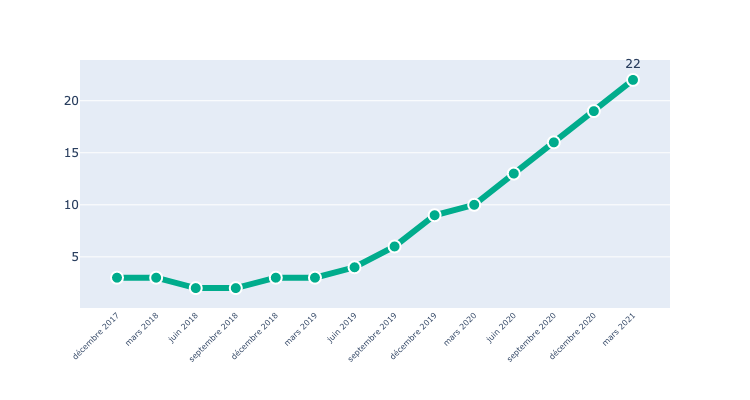 22
20
15
10
5
décembre 2017
mars 2018
juin 2018
septembre 2018
décembre 2018
mars 2019
juin 2019
septembre 2019
décembre 2019
mars 2020
juin 2020
septembre 2020
décembre 2020
mars 2021